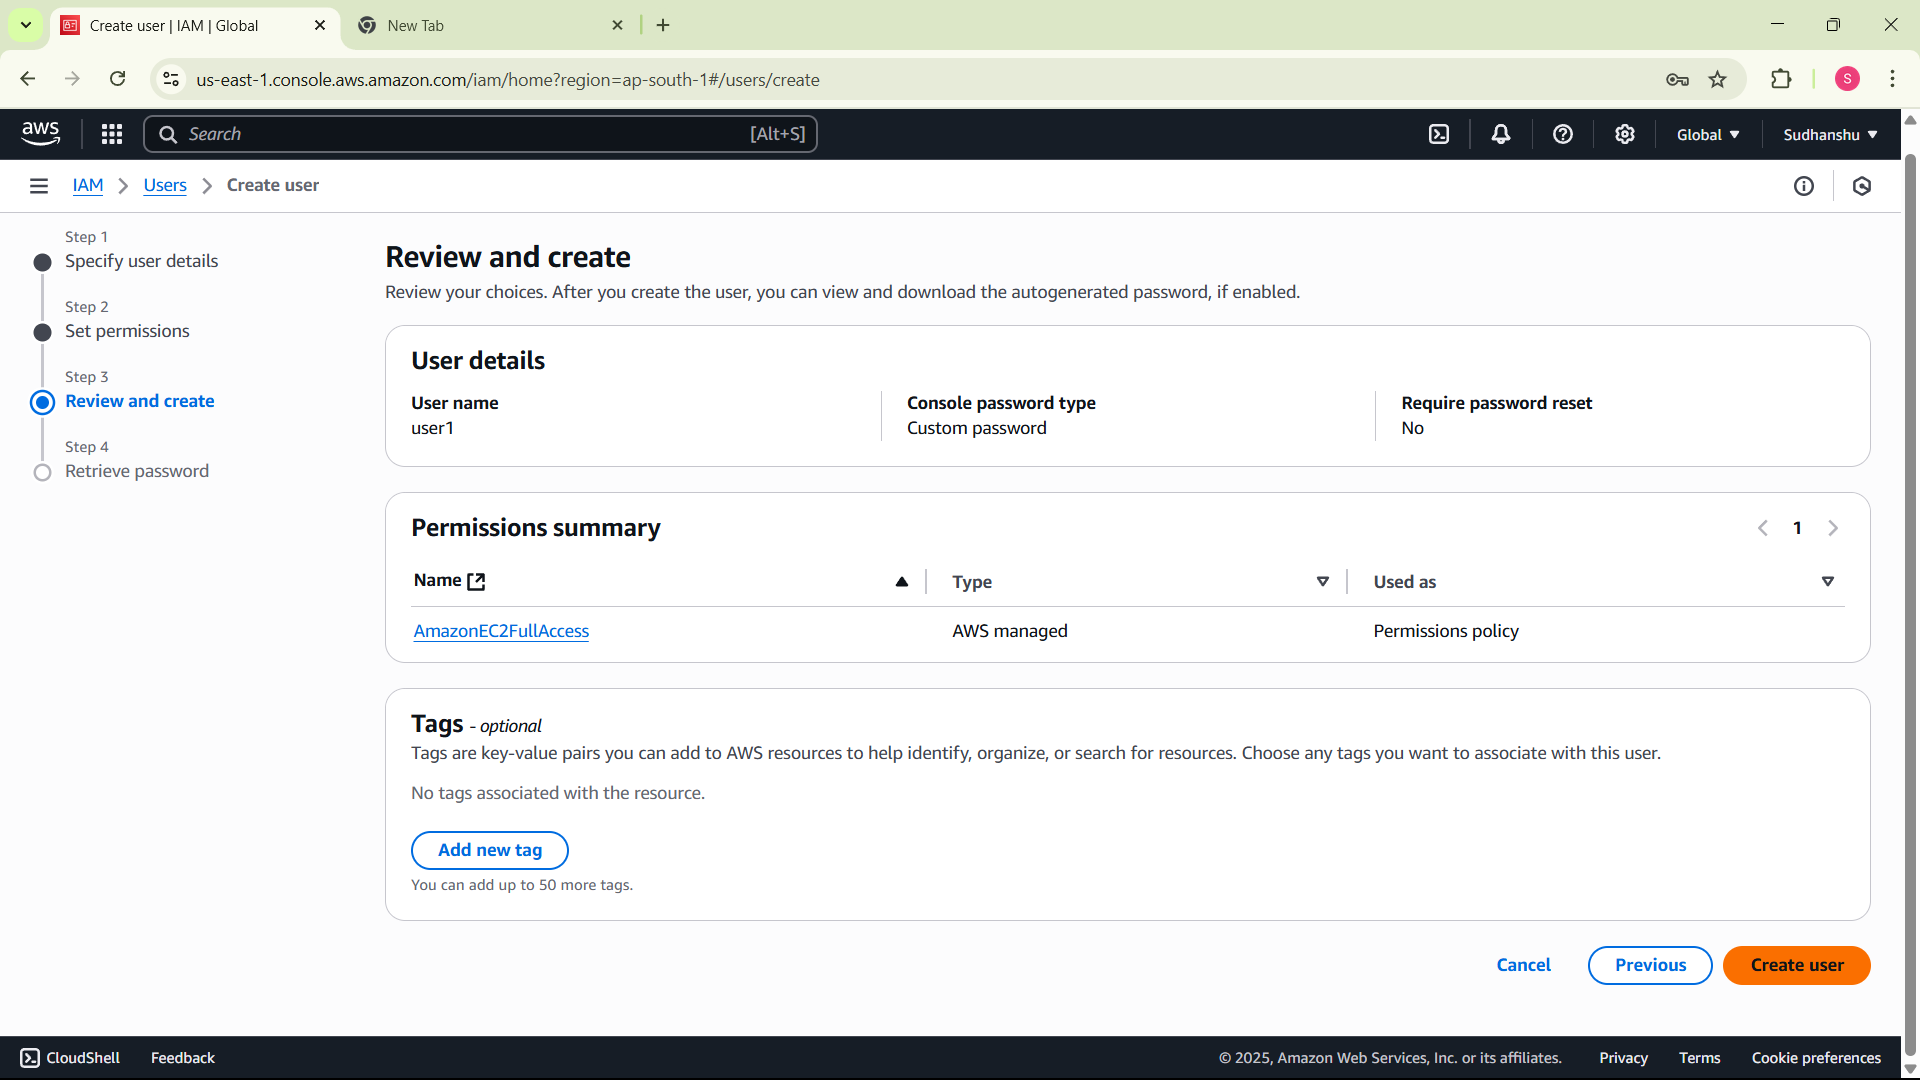 Create user | IAM | Global
New Tab
us-east-1.console.aws.amazon.com/iam/home?region=ap-south-1#/users/create
S
aws
Search
[Alt+S]
Global
Sudhanshu
IAM
Users
Create user
Step 1
Specify user details
Step 2
Set permissions
Step 3
Review and create
Step 4
Retrieve password
Review and create
Review your choices. After you create the user, you can view and download the autogenerated password, if enabled.
User details
User name
user1
Console password type
Custom password
Require password reset
No
Permissions summary
1
Name
Type
Used as
AmazonEC2FullAccess
AWS managed
Permissions policy
Tags - optional
Tags are key-value pairs you can add to AWS resources to help identify, organize, or search for resources. Choose any tags you want to associate with this user.
No tags associated with the resource.
Add new tag
You can add up to 50 more tags.
Cancel
Previous
Create user
CloudShell
Feedback
© 2025, Amazon Web Services, Inc. or its affiliates.
Privacy
Terms
Cookie preferences